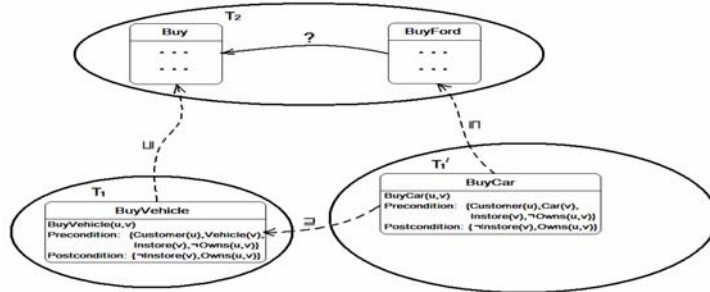 T₂
Buy
BuyFord
?
- - -
- - -
- - -
- - -
⊑
⊒
T₁
BuyVehicle
BuyVehicle(u,v)
Precondition: {Customer(u),Vehicle(v),
Instore(v),¬Owns(u,v)}
Postcondition: {¬Instore(v),Owns(u,v)}
⊒
T₁′
BuyCar
BuyCar(u,v)
Precondition: {Customer(u),Car(v),
Instore(v),¬Owns(u,v)}
Postcondition: {¬Instore(v),Owns(u,v)}